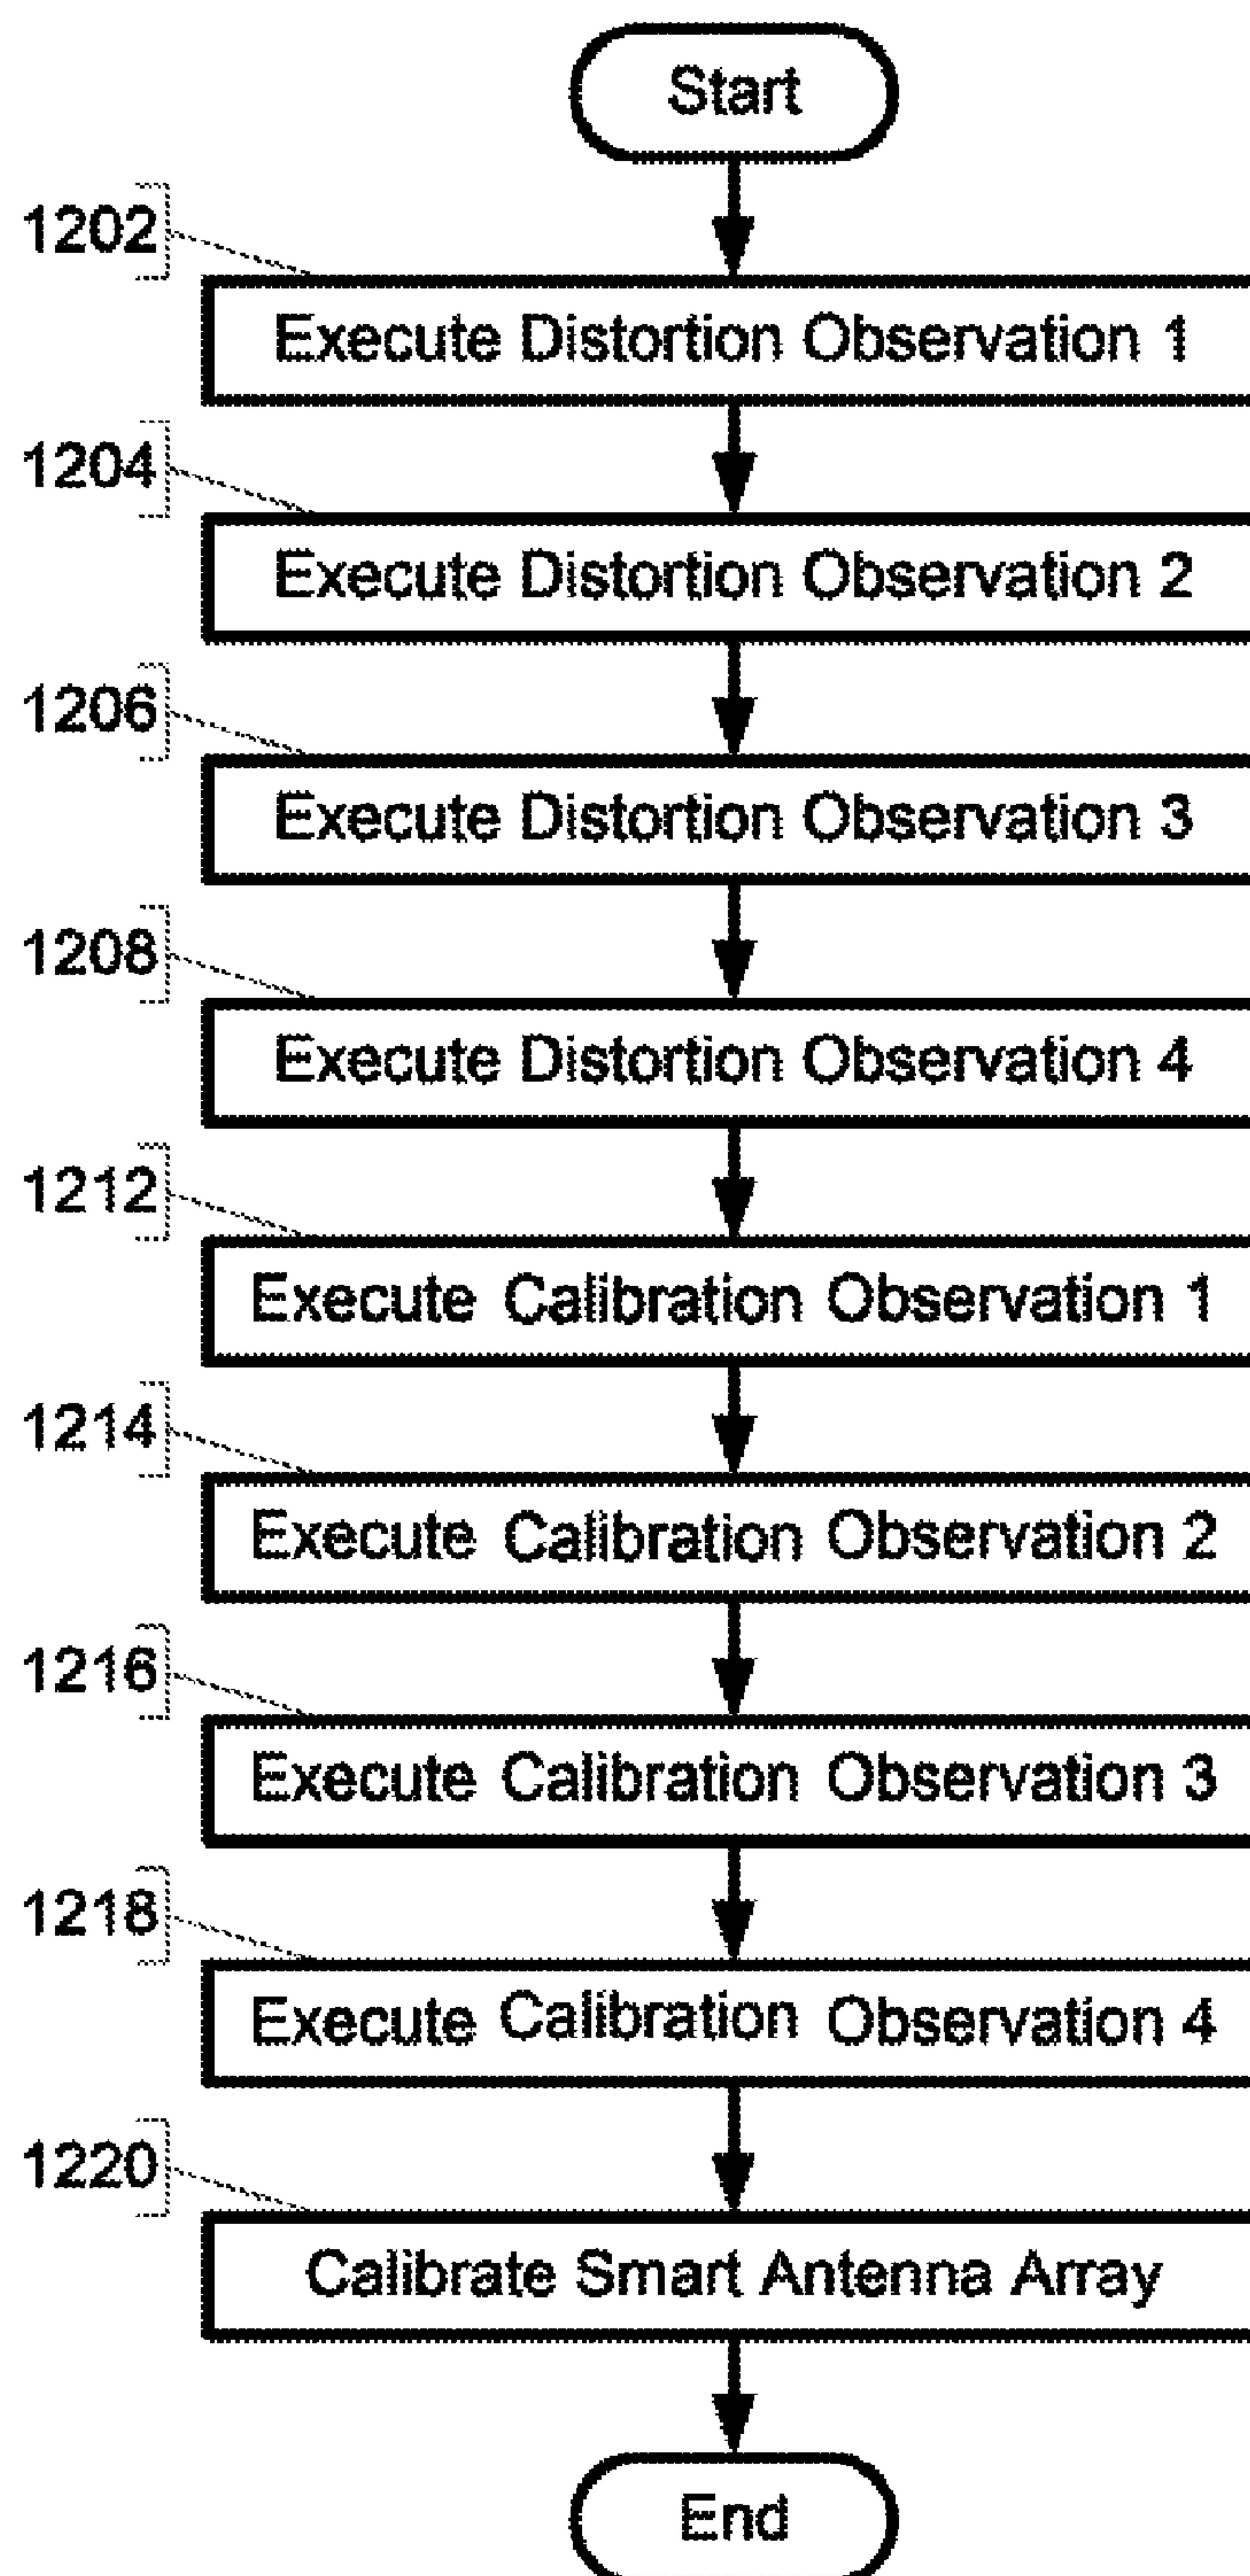 Start
1202
Execute Distortion Observation 1
1204
Execute Distortion Observation 2
1206
Execute Distortion Observation 3
1208
Execute Distortion Observation 4
1212
Execute Calibration Observation 1
1214
Execute Calibration Observation 2
1216
Execute Calibration Observation 3
1218
Execute Calibration Observation 4
1220
Calibrate Smart Antenna Array
End